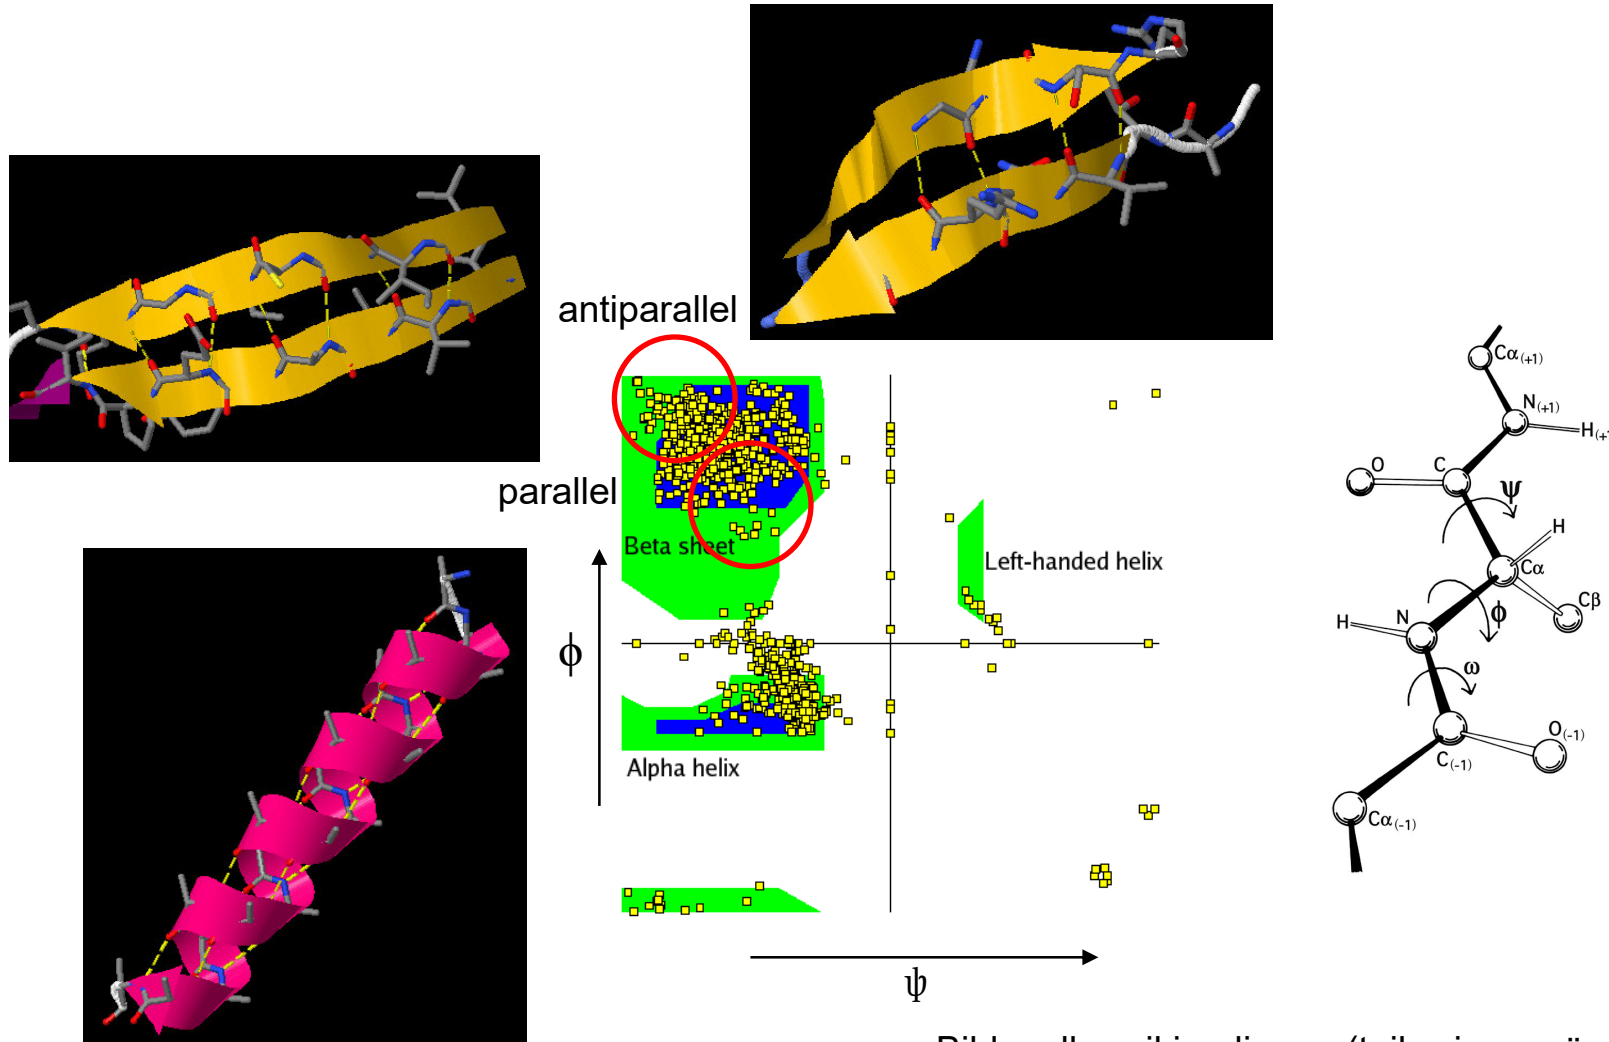 antiparallel
parallel
Beta sheet
Left-handed helix
Alpha helix
ϕ
ψ
Cα(+1)
N(+1)
O
C
ψ
H
Cα
Cβ
H
N
ϕ
ω
O(-1)
C(-1)
Cα(-1)